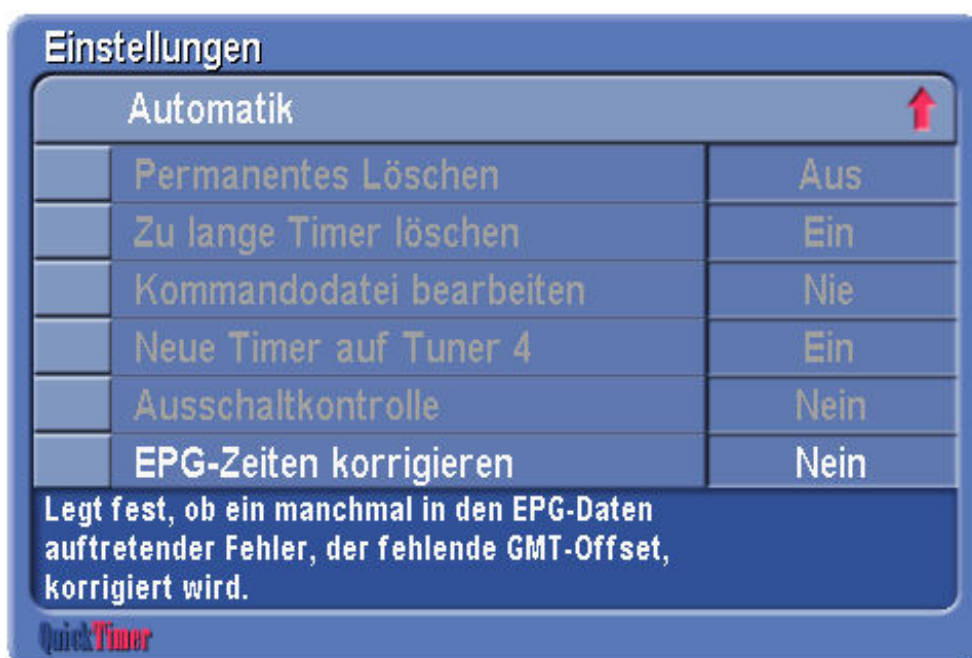 Einstellungen
Automatik
Permanentes Löschen Aus
Zu lange Timer löschen Ein
Kommandodatei bearbeiten Nie
Neue Timer auf Tuner 4 Ein
Ausschaltkontrolle Nein
EPG-Zeiten korrigieren Nein
Legt fest, ob ein manchmal in den EPG-Daten
auftretender Fehler, der fehlende GMT-Offset,
korrigiert wird.
QuickTimer